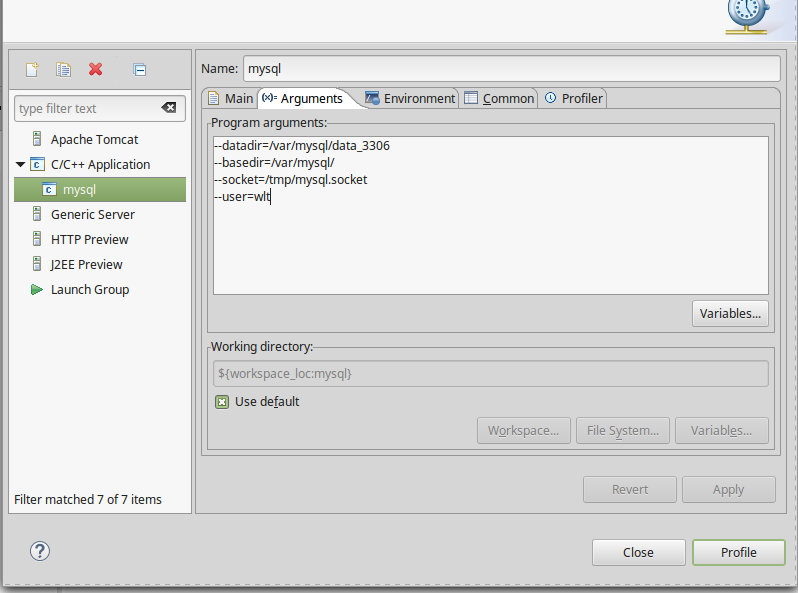 Name: mysql
type filter text
Main
(x)= Arguments
Environment
Common
Profiler
Program arguments:
--datadir=/var/mysql/data_3306
--basedir=/var/mysql/
--socket=/tmp/mysql.socket
--user=wlt
Apache Tomcat
C/C++ Application
mysql
Generic Server
HTTP Preview
J2EE Preview
Launch Group
Variables...
Working directory:
${workspace_loc:mysql}
Use default
Workspace...
File System...
Variables...
Filter matched 7 of 7 items
Revert
Apply
?
Close
Profile